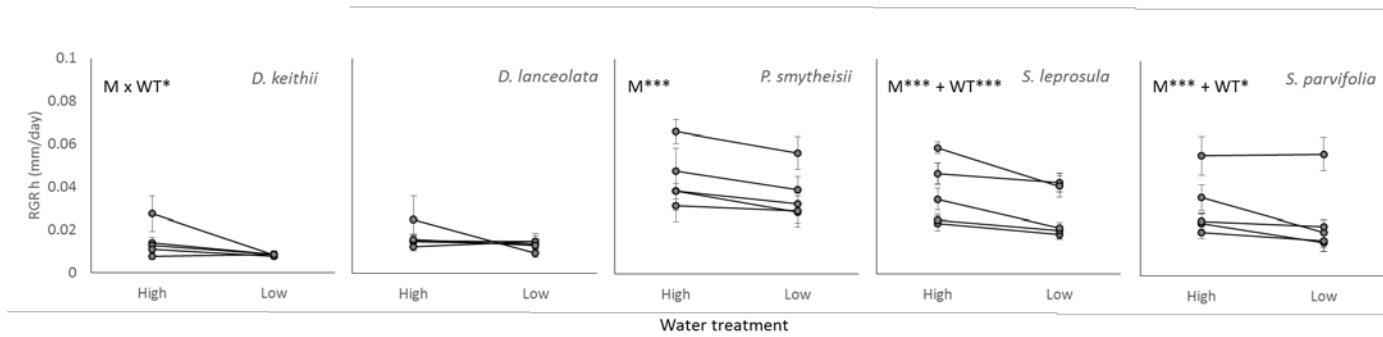 D. keithii
D. lanceolata
P. smytheisii
S. leprosula
S. parvifolia
M x WT*
M***
M*** + WT***
M*** + WT*
RGR h (mm/day)
0.1
0.08
0.06
0.04
0.02
0
High Low
High Low
High Low
High Low
High Low
Water treatment